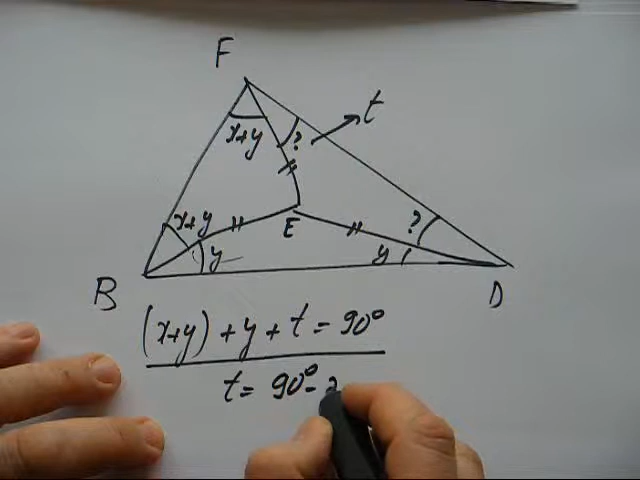 F
t
x+y
?
x+y
E
?
y
y
B
D
(x+y) + y + t = 90°
t = 90° -